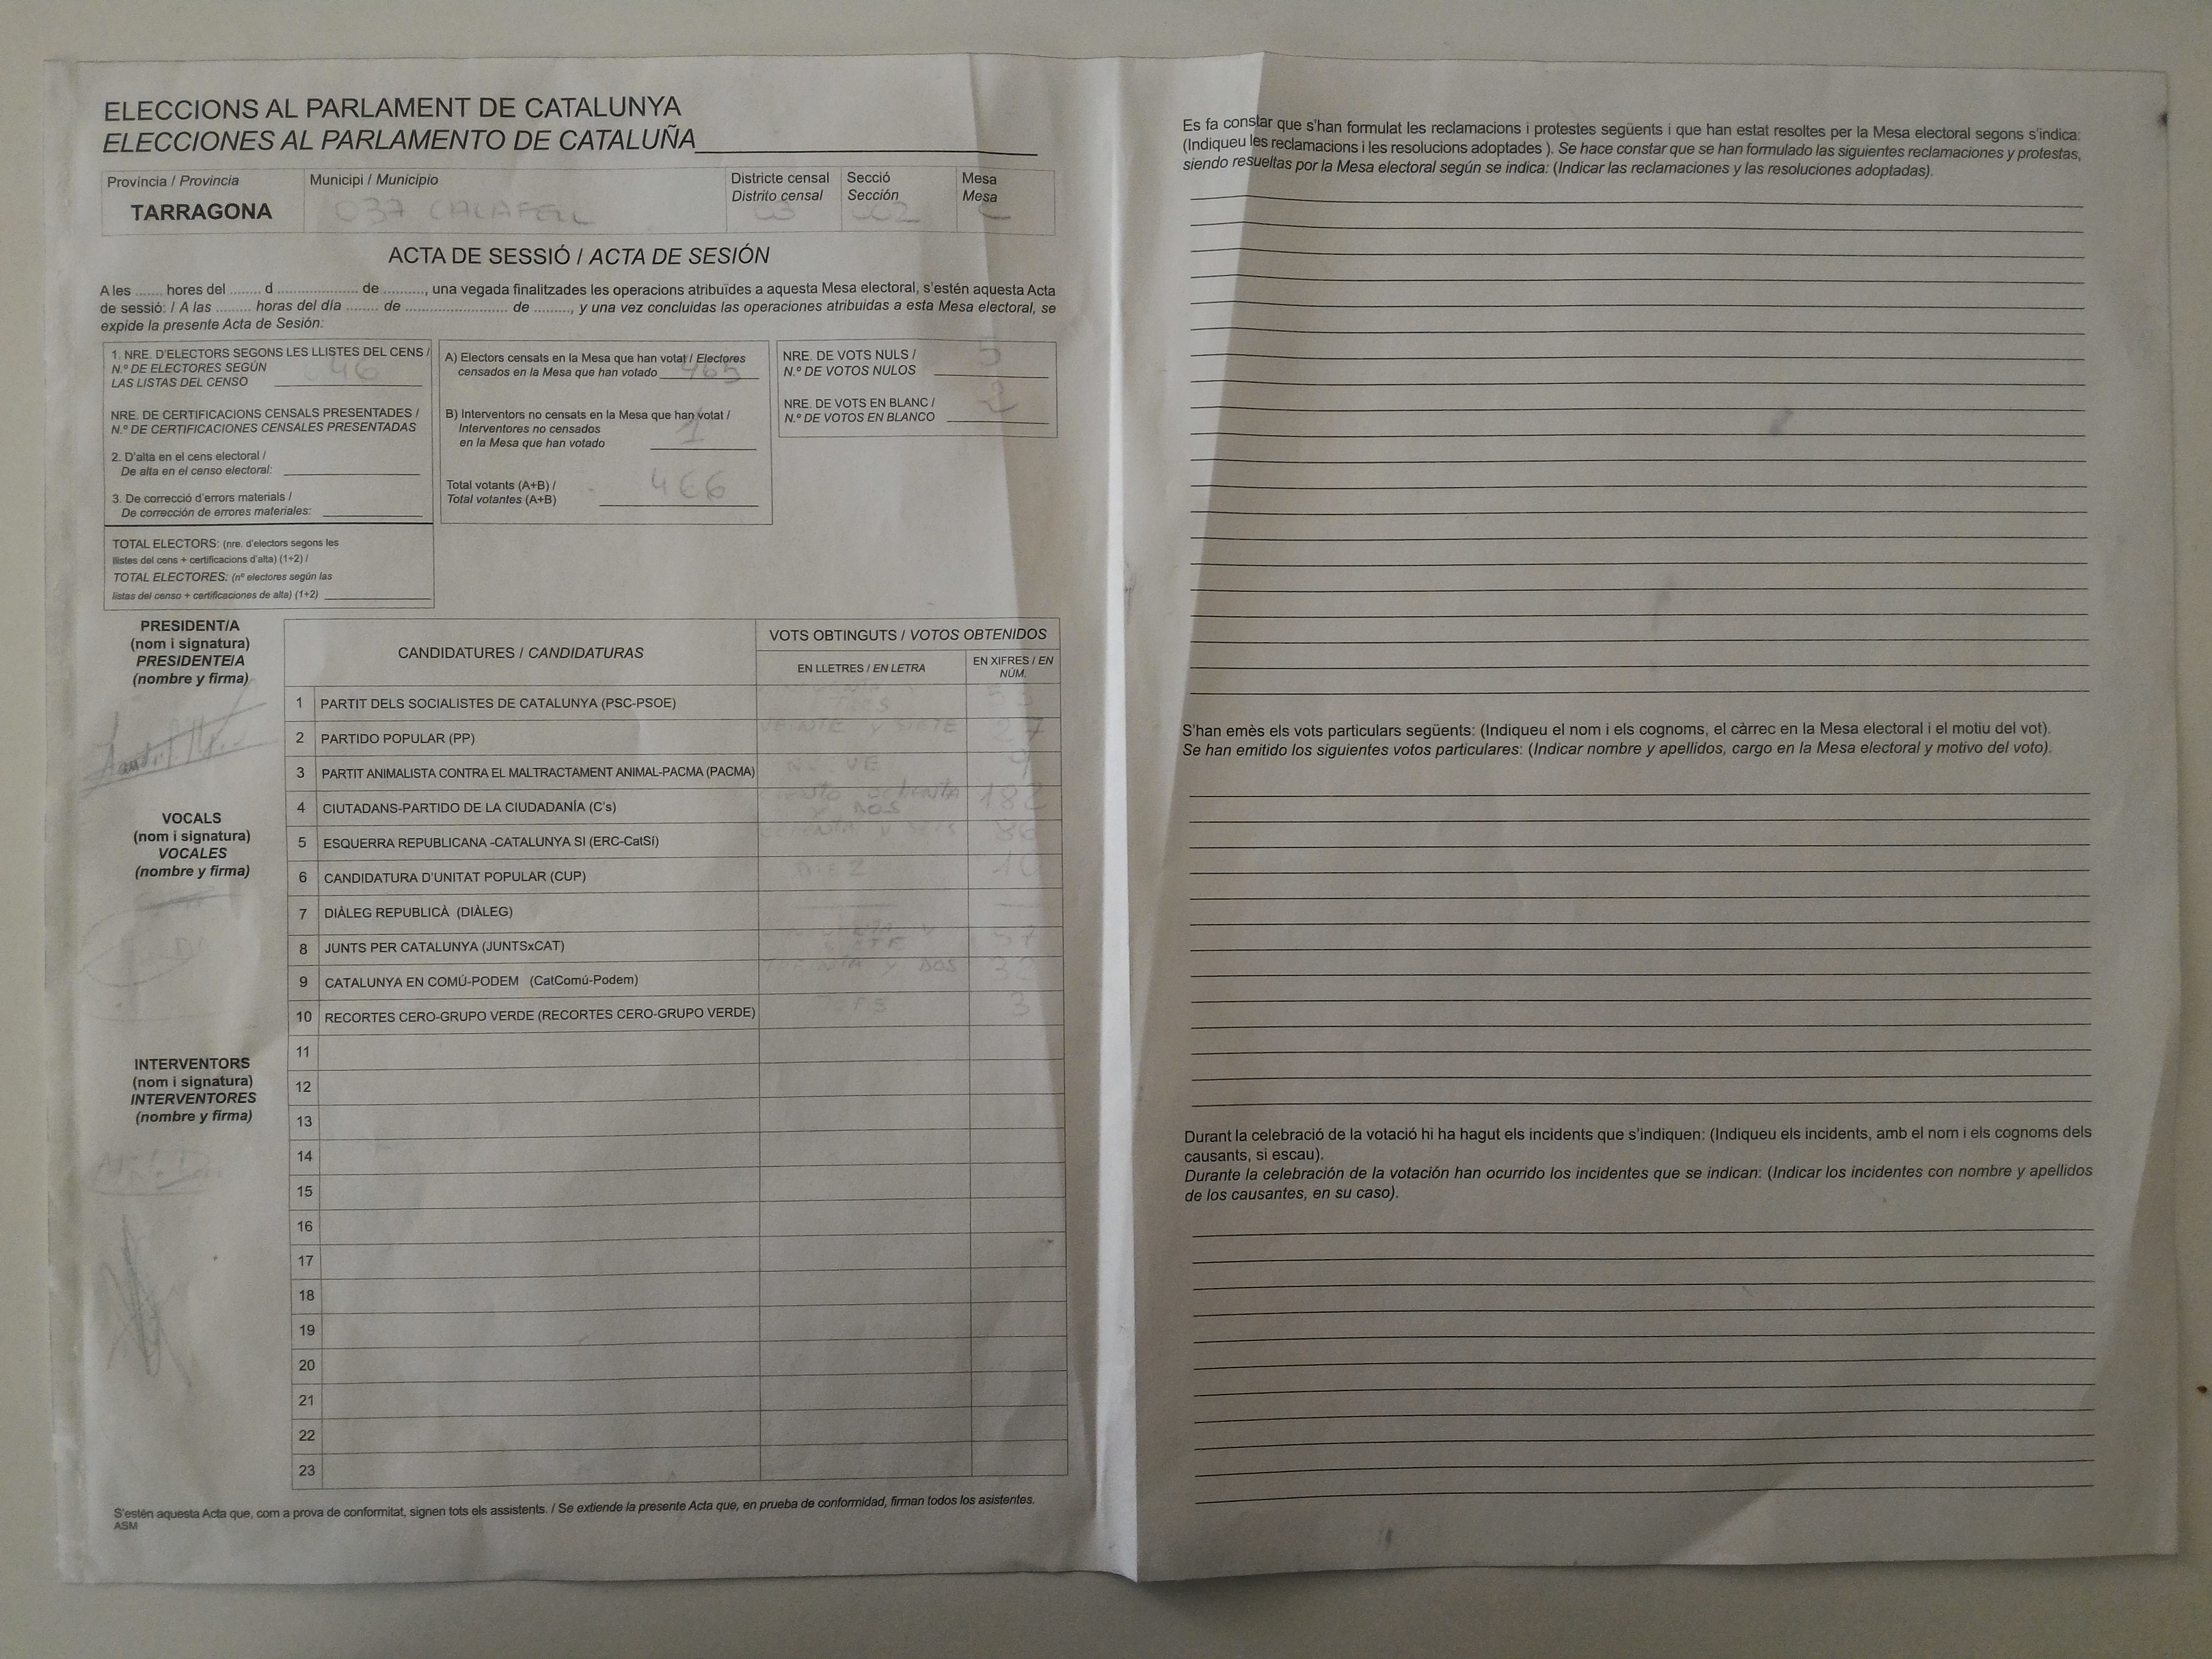 ELECCIONS AL PARLAMENT DE CATALUNYA
ELECCIONES AL PARLAMENTO DE CATALUÑA
Província / Provincia
TARRAGONA
Municipi / Municipio
037 CALAFELL
Districte censal
Distrito censal
03
Secció
Sección
002
Mesa
Mesa
ACTA DE SESSIÓ / ACTA DE SESIÓN
A les ........ hores del ........ d ........................ de .........., una vegada finalitzades les operacions atribuïdes a aquesta Mesa electoral, s'estén aquesta Acta
de sessió: / A las ......... horas del día ........ de ........................ de ........., y una vez concluidas las operaciones atribuidas a esta Mesa electoral, se
expide la presente Acta de Sesión:
1. NRE. D'ELECTORS SEGONS LES LLISTES DEL CENS /
N.º DE ELECTORES SEGÚN
LAS LISTAS DEL CENSO
NRE. DE CERTIFICACIONS CENSALS PRESENTADES /
N.º DE CERTIFICACIONES CENSALES PRESENTADAS
2. D'alta en el cens electoral /
De alta en el censo electoral:
3. De correcció d'errors materials /
De corrección de errores materiales:
TOTAL ELECTORS: (nre. d'electors segons les
llistes del cens + certificacions d'alta) (1+2) /
TOTAL ELECTORES: (nº electores según las
listas del censo + certificaciones de alta) (1+2)
A) Electors censats en la Mesa que han votat / Electores
censados en la Mesa que han votado 465
B) Interventors no censats en la Mesa que han votat /
Interventores no censados
en la Mesa que han votado 1
Total votants (A+B) /
Total votantes (A+B)
466
NRE. DE VOTS NULS /
N.º DE VOTOS NULOS 5
NRE. DE VOTS EN BLANC /
N.º DE VOTOS EN BLANCO 2
PRESIDENT/A
(nom i signatura)
PRESIDENTE/A
(nombre y firma)
VOCALS
(nom i signatura)
VOCALES
(nombre y firma)
INTERVENTORS
(nom i signatura)
INTERVENTORES
(nombre y firma)
CANDIDATURES / CANDIDATURAS
VOTS OBTINGUTS / VOTOS OBTENIDOS
EN LLETRES / EN LETRA
EN XIFRES / EN NÚM.
1 PARTIT DELS SOCIALISTES DE CATALUNYA (PSC-PSOE)
2 PARTIDO POPULAR (PP) VEINTE Y SIETE 27
3 PARTIT ANIMALISTA CONTRA EL MALTRACTAMENT ANIMAL-PACMA (PACMA) NUEVE 9
4 CIUTADANS-PARTIDO DE LA CIUDADANÍA (C's) 182
5 ESQUERRA REPUBLICANA -CATALUNYA SI (ERC-CatSí) 86
6 CANDIDATURA D'UNITAT POPULAR (CUP) DIEZ 10
7 DIÀLEG REPUBLICÀ (DIÀLEG)
8 JUNTS PER CATALUNYA (JUNTSxCAT) 57
9 CATALUNYA EN COMÚ-PODEM (CatComú-Podem) TREINTA Y DOS 32
10 RECORTES CERO-GRUPO VERDE (RECORTES CERO-GRUPO VERDE) TRES 3
11
12
13
14
15
16
17
18
19
20
21
22
23
S'estén aquesta Acta que, com a prova de conformitat, signen tots els assistents. / Se extiende la presente Acta que, en prueba de conformidad, firman todos los asistentes.
ASM
Es fa constar que s'han formulat les reclamacions i protestes següents i que han estat resoltes per la Mesa electoral segons s'indica:
(Indiqueu les reclamacions i les resolucions adoptades ). Se hace constar que se han formulado las siguientes reclamaciones y protestas,
siendo resueltas por la Mesa electoral según se indica: (Indicar las reclamaciones y las resoluciones adoptadas).
S'han emès els vots particulars següents: (Indiqueu el nom i els cognoms, el càrrec en la Mesa electoral i el motiu del vot).
Se han emitido los siguientes votos particulares: (Indicar nombre y apellidos, cargo en la Mesa electoral y motivo del voto).
Durant la celebració de la votació hi ha hagut els incidents que s'indiquen: (Indiqueu els incidents, amb el nom i els cognoms dels
causants, si escau).
Durante la celebración de la votación han ocurrido los incidentes que se indican: (Indicar los incidentes con nombre y apellidos
de los causantes, en su caso).